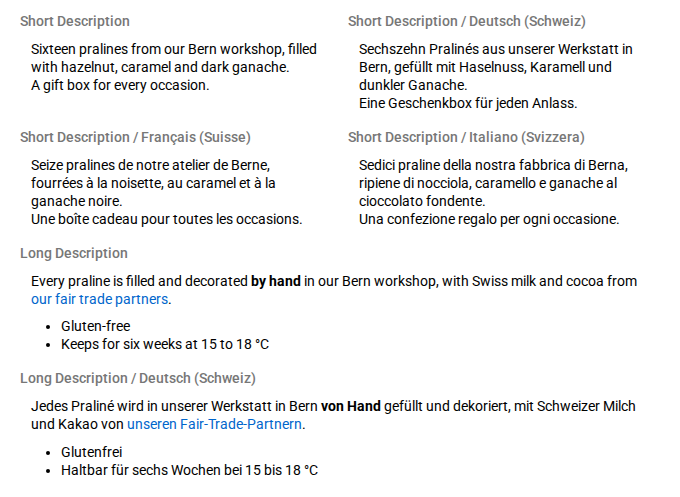 Short Description
Sixteen pralines from our Bern workshop, filled
with hazelnut, caramel and dark ganache.
A gift box for every occasion.
Short Description / Deutsch (Schweiz)
Sechszehn Pralinés aus unserer Werkstatt in
Bern, gefüllt mit Haselnuss, Karamell und
dunkler Ganache.
Eine Geschenkbox für jeden Anlass.
Short Description / Français (Suisse)
Seize pralines de notre atelier de Berne,
fourrées à la noisette, au caramel et à la
ganache noire.
Une boîte cadeau pour toutes les occasions.
Short Description / Italiano (Svizzera)
Sedici praline della nostra fabbrica di Berna,
ripiene di nocciola, caramello e ganache al
cioccolato fondente.
Una confezione regalo per ogni occasione.
Long Description
Every praline is filled and decorated by hand in our Bern workshop, with Swiss milk and cocoa from
our fair trade partners.
• Gluten-free
• Keeps for six weeks at 15 to 18 °C
Long Description / Deutsch (Schweiz)
Jedes Praliné wird in unserer Werkstatt in Bern von Hand gefüllt und dekoriert, mit Schweizer Milch
und Kakao von unseren Fair-Trade-Partnern.
• Glutenfrei
• Haltbar für sechs Wochen bei 15 bis 18 °C